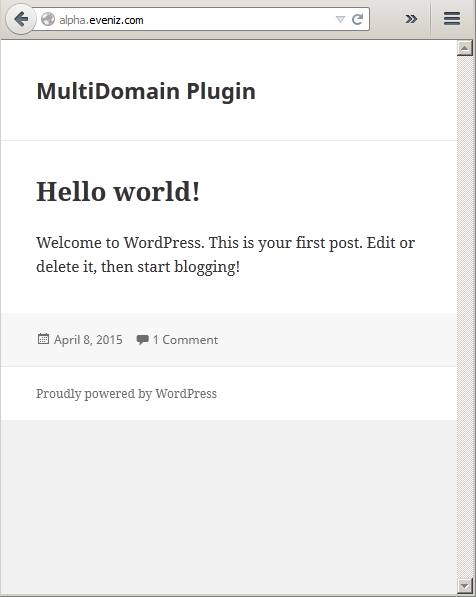 alpha.eveniz.com
MultiDomain Plugin
Hello world!
Welcome to WordPress. This is your first post. Edit or
delete it, then start blogging!
April 8, 2015 1 Comment
Proudly powered by WordPress